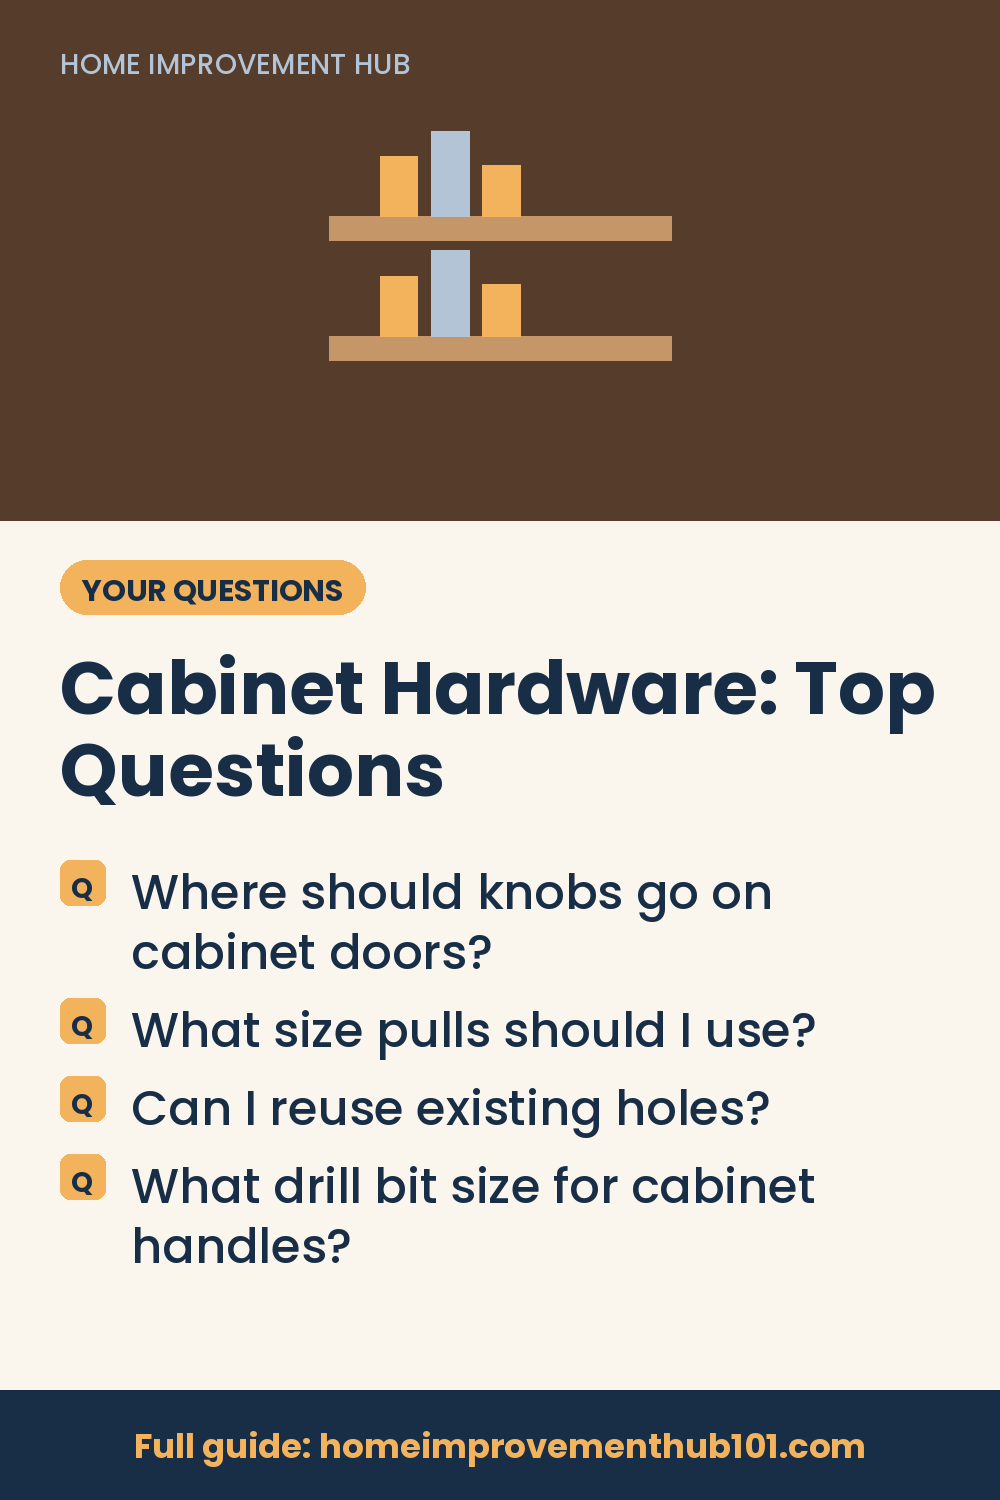 HOME IMPROVEMENT HUB
YOUR QUESTIONS
Cabinet Hardware: Top
Questions
Q Where should knobs go on
cabinet doors?
Q What size pulls should I use?
Q Can I reuse existing holes?
Q What drill bit size for cabinet
handles?
Full guide: homeimprovementhub101.com